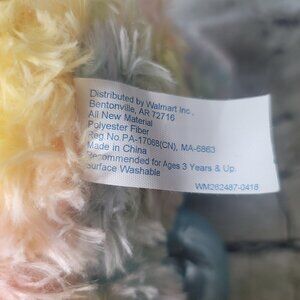 Distributed by Walmart Inc.,
Bentonville, AR 72716
All New Material
Polyester Fiber
Reg No.PA-17088(CN), MA-6863
Made in China
Recommended for Ages 3 Years & Up.
Surface Washable
WM262487-0418